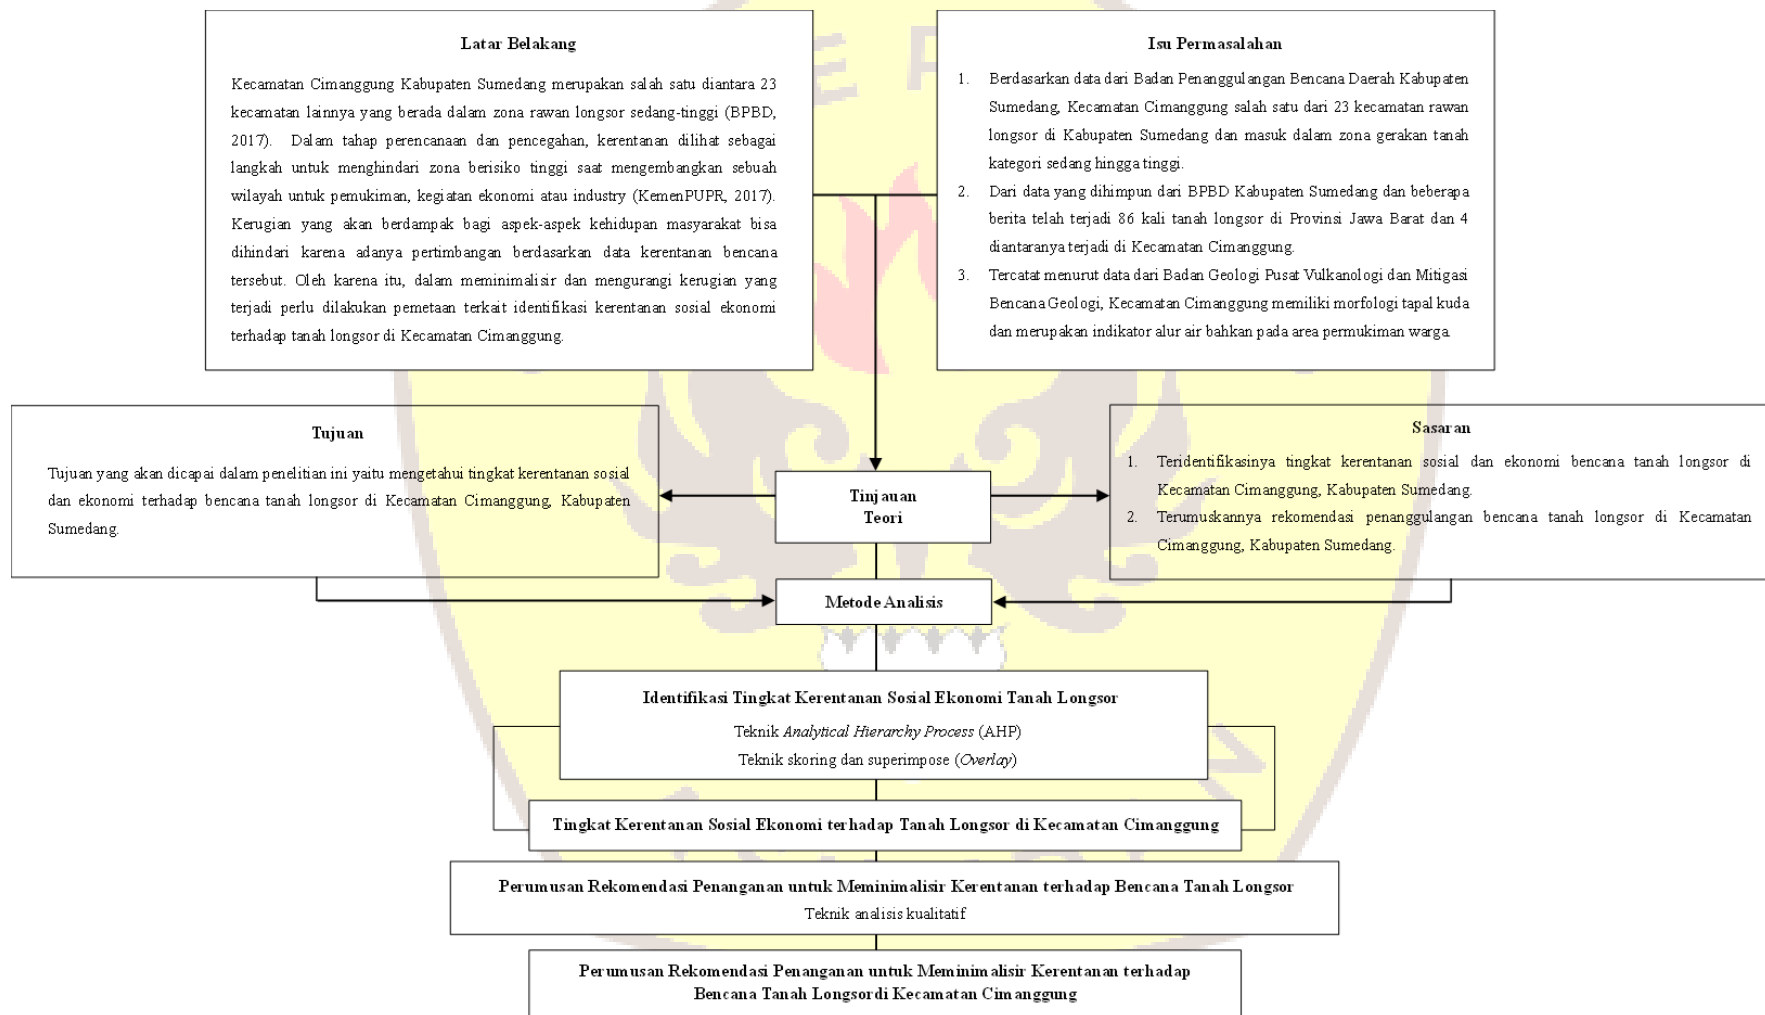 Latar Belakang
Kecamatan Cimanggung Kabupaten Sumedang merupakan salah satu diantara 23
kecamatan lainnya yang berada dalam zona rawan longsor sedang-tinggi (BPBD,
2017).  Dalam tahap perencanaan dan pencegahan, kerentanan dilihat sebagai
langkah untuk menghindari zona berisiko tinggi saat mengembangkan sebuah
wilayah untuk pemukiman, kegiatan ekonomi atau industry (KemenPUPR, 2017).
Kerugian yang akan berdampak bagi aspek-aspek kehidupan masyarakat bisa
dihindari karena adanya pertimbangan berdasarkan data kerentanan bencana
tersebut. Oleh karena itu, dalam meminimalisir dan mengurangi kerugian yang
terjadi perlu dilakukan pemetaan terkait identifikasi kerentanan sosial ekonomi
terhadap tanah longsor di Kecamatan Cimanggung.
Isu Permasalahan
1. Berdasarkan data dari Badan Penanggulangan Bencana Daerah Kabupaten
Sumedang, Kecamatan Cimanggung salah satu dari 23 kecamatan rawan
longsor di Kabupaten Sumedang dan masuk dalam zona gerakan tanah
kategori sedang hingga tinggi.
2. Dari data yang dihimpun dari BPBD Kabupaten Sumedang dan beberapa
berita telah terjadi 86 kali tanah longsor di Provinsi Jawa Barat dan 4
diantaranya terjadi di Kecamatan Cimanggung.
3. Tercatat menurut data dari Badan Geologi Pusat Vulkanologi dan Mitigasi
Bencana Geologi, Kecamatan Cimanggung memiliki morfologi tapal kuda
dan merupakan indikator alur air bahkan pada area permukiman warga.
Tujuan
Tujuan yang akan dicapai dalam penelitian ini yaitu mengetahui tingkat kerentanan sosial
dan ekonomi terhadap bencana tanah longsor di Kecamatan Cimanggung, Kabupaten
Sumedang.
Tinjauan
Teori
Sasaran
1. Teridentifikasinya tingkat kerentanan sosial dan ekonomi bencana tanah longsor di
Kecamatan Cimanggung, Kabupaten Sumedang.
2. Terumuskannya rekomendasi penanggulangan bencana tanah longsor di Kecamatan
Cimanggung, Kabupaten Sumedang.
Metode Analisis
Identifikasi Tingkat Kerentanan Sosial Ekonomi Tanah Longsor
Teknik Analytical Hierarchy Process (AHP)
Teknik skoring dan superimpose (Overlay)
Tingkat Kerentanan Sosial Ekonomi terhadap Tanah Longsor di Kecamatan Cimanggung
Perumusan Rekomendasi Penanganan untuk Meminimalisir Kerentanan terhadap Bencana Tanah Longsor
Teknik analisis kualitatif
Perumusan Rekomendasi Penanganan untuk Meminimalisir Kerentanan terhadap
Bencana Tanah Longsordi Kecamatan Cimanggung